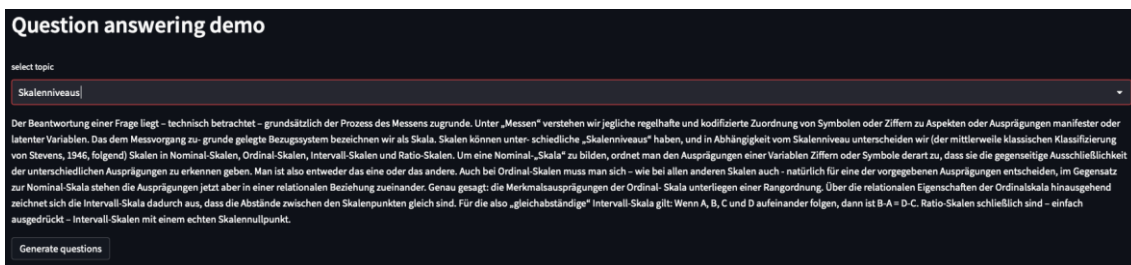 Question answering demo
select topic
Skalenniveaus
Der Beantwortung einer Frage liegt – technisch betrachtet – grundsätzlich der Prozess des Messens zugrunde. Unter „Messen“ verstehen wir jegliche regelhafte und kodifizierte Zuordnung von Symbolen oder Ziffern zu Aspekten oder Ausprägungen manifester oder
latenter Variablen. Das dem Messvorgang zu- grunde gelegte Bezugssystem bezeichnen wir als Skala. Skalen können unter- schiedliche „Skalenniveaus“ haben, und in Abhängigkeit vom Skalenniveau unterscheiden wir (der mittlerweile klassischen Klassifizierung
von Stevens, 1946, folgend) Skalen in Nominal-Skalen, Ordinal-Skalen, Intervall-Skalen und Ratio-Skalen. Um eine Nominal-„Skala“ zu bilden, ordnet man den Ausprägungen einer Variablen Ziffern oder Symbole derart zu, dass sie die gegenseitige Ausschließlichkeit
der unterschiedlichen Ausprägungen zu erkennen geben. Man ist also entweder das eine oder das andere. Auch bei Ordinal-Skalen muss man sich – wie bei allen anderen Skalen auch - natürlich für eine der vorgegebenen Ausprägungen entscheiden, im Gegensatz
zur Nominal-Skala stehen die Ausprägungen jetzt aber in einer relationalen Beziehung zueinander. Genau gesagt: die Merkmalsausprägungen der Ordinal- Skala unterliegen einer Rangordnung. Über die relationalen Eigenschaften der Ordinalskala hinausgehend
zeichnet sich die Intervall-Skala dadurch aus, dass die Abstände zwischen den Skalenpunkten gleich sind. Für die also „gleichabständige“ Intervall-Skala gilt: Wenn A, B, C und D aufeinander folgen, dann ist B-A = D-C. Ratio-Skalen schließlich sind – einfach
ausgedrückt – Intervall-Skalen mit einem echten Skalennullpunkt.
Generate questions